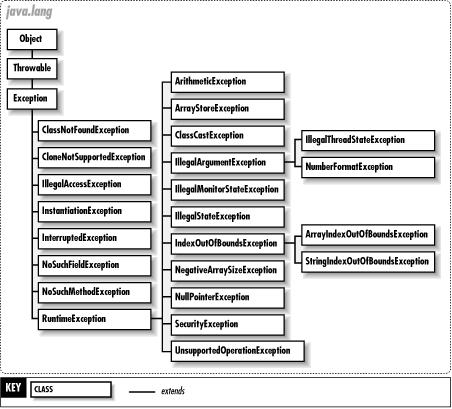 java.lang
Object
Throwable
Exception
ClassNotFoundException
CloneNotSupportedException
IllegalAccessException
InstantiationException
InterruptedException
NoSuchFieldException
NoSuchMethodException
RuntimeException
ArithmeticException
ArrayStoreException
ClassCastException
IllegalArgumentException
IllegalMonitorStateException
IllegalStateException
IndexOutOfBoundsException
NegativeArraySizeException
NullPointerException
SecurityException
UnsupportedOperationException
IllegalThreadStateException
NumberFormatException
ArrayIndexOutOfBoundsException
StringIndexOutOfBoundsException
KEY CLASS extends